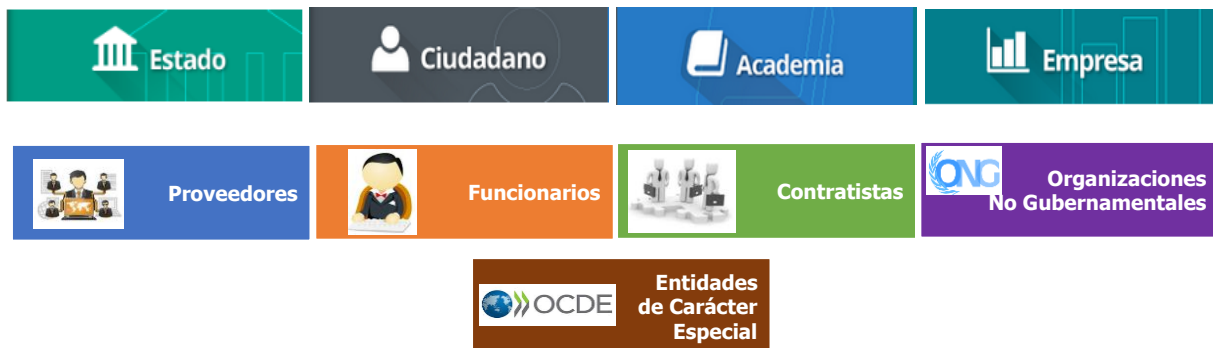 Estado
Ciudadano
Academia
Empresa
Proveedores
Funcionarios
Contratistas
ONG
Organizaciones
No Gubernamentales
OCDE
Entidades
de Carácter
Especial